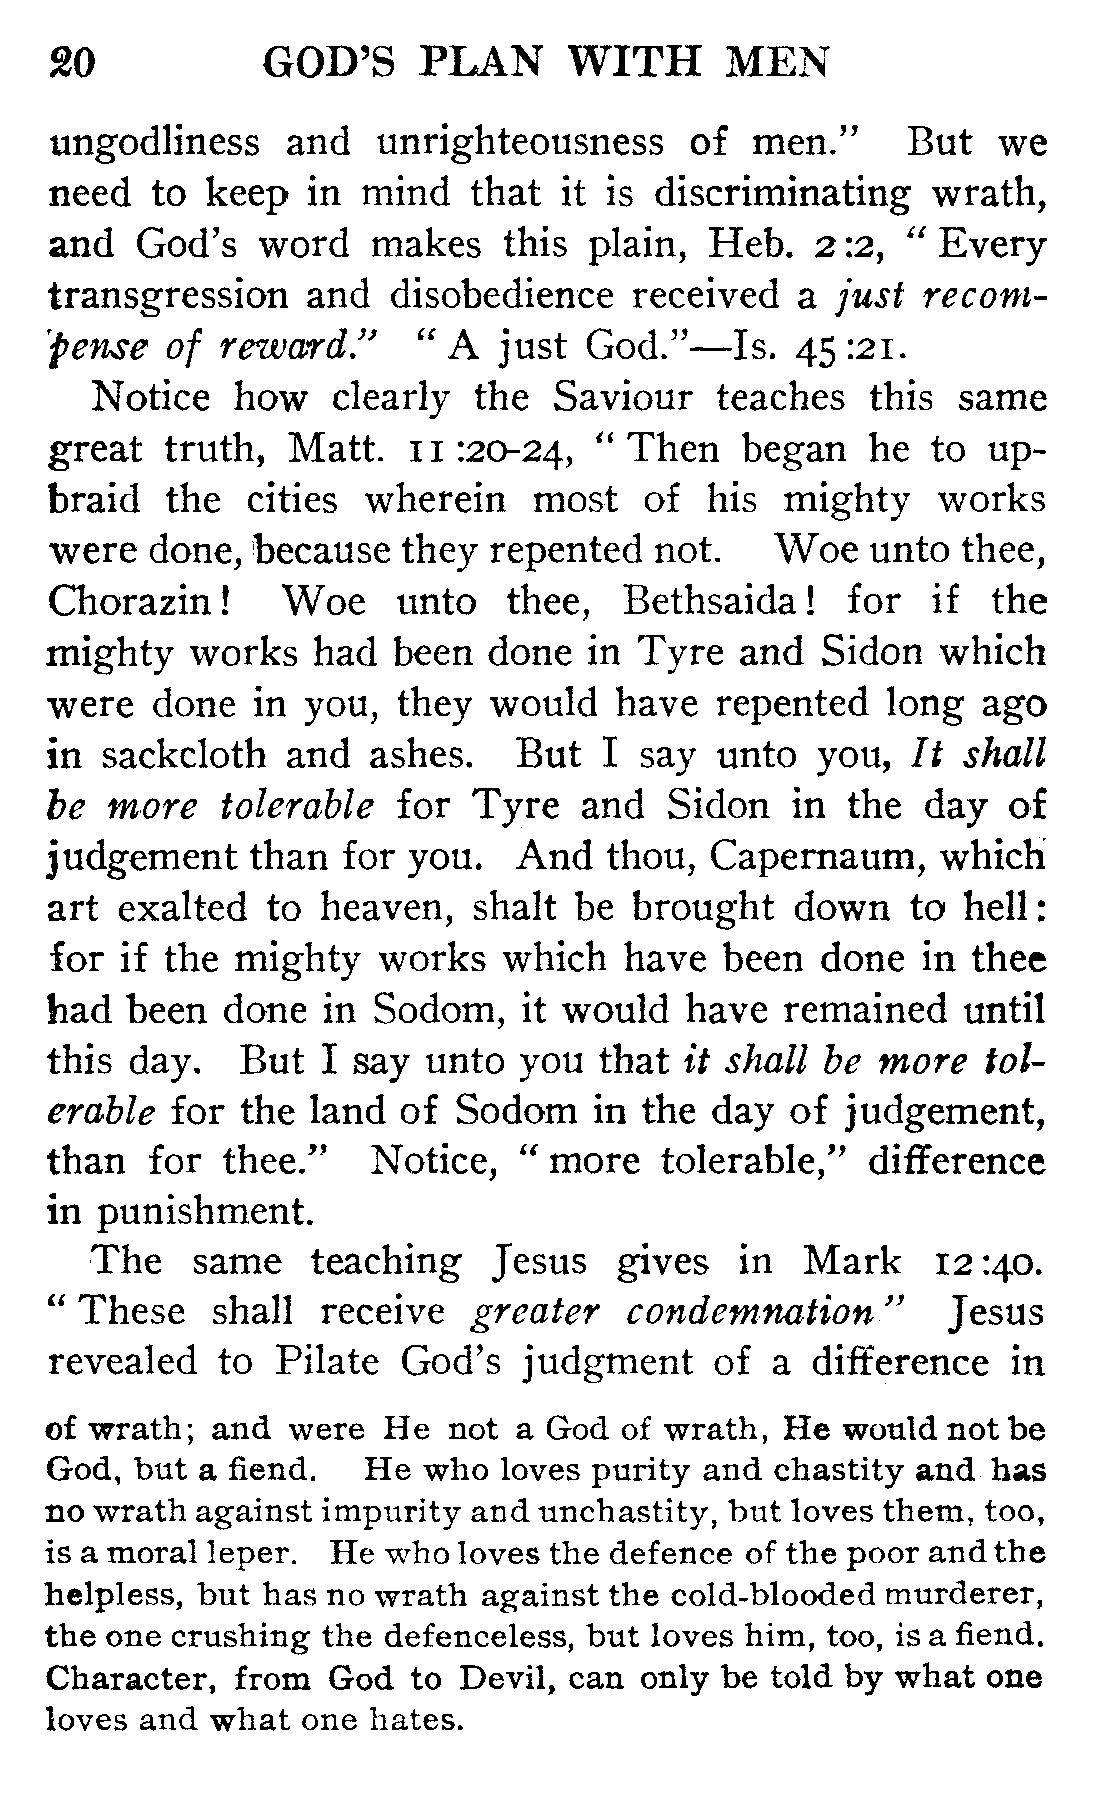 20 GOD'S PLAN WITH MEN
ungodliness and unrighteousness of men." But we
need to keep in mind that it is discriminating wrath,
and God's word makes this plain, Heb. 2:2, "Every
transgression and disobedience received a just recom-
pense of reward." "A just God."—Is. 45:21.
Notice how clearly the Saviour teaches this same
great truth, Matt. 11:20-24, "Then began he to up-
braid the cities wherein most of his mighty works
were done, because they repented not. Woe unto thee,
Chorazin! Woe unto thee, Bethsaida! for if the
mighty works had been done in Tyre and Sidon which
were done in you, they would have repented long ago
in sackcloth and ashes. But I say unto you, It shall
be more tolerable for Tyre and Sidon in the day of
judgement than for you. And thou, Capernaum, which
art exalted to heaven, shalt be brought down to hell:
for if the mighty works which have been done in thee
had been done in Sodom, it would have remained until
this day. But I say unto you that it shall be more tol-
erable for the land of Sodom in the day of judgement,
than for thee." Notice, "more tolerable," difference
in punishment.
The same teaching Jesus gives in Mark 12:40.
"These shall receive greater condemnation" Jesus
revealed to Pilate God's judgment of a difference in
of wrath; and were He not a God of wrath, He would not be
God, but a fiend. He who loves purity and chastity and has
no wrath against impurity and unchastity, but loves them, too,
is a moral leper. He who loves the defence of the poor and the
helpless, but has no wrath against the cold-blooded murderer,
the one crushing the defenceless, but loves him, too, is a fiend.
Character, from God to Devil, can only be told by what one
loves and what one hates.